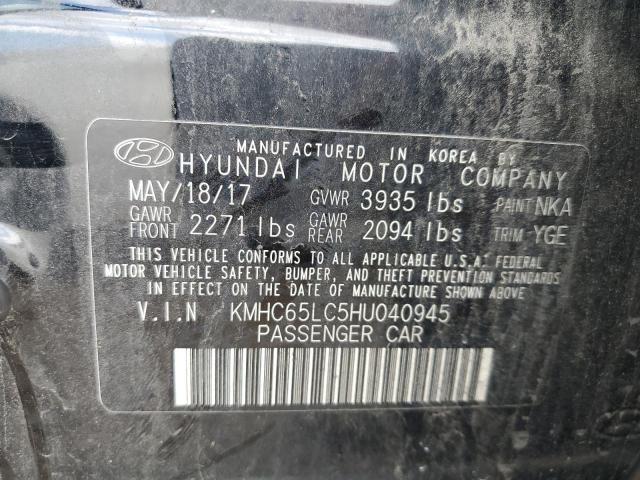 MANUFACTURED IN KOREA BY
HYUNDAI MOTOR COMPANY
MAY/18/17 GVWR 3935 lbs PAINT NKA
GAWR FRONT 2271 lbs GAWR REAR 2094 lbs TRIM YGE
THIS VEHICLE CONFORMS TO ALL APPLICABLE U.S.A. FEDERAL
MOTOR VEHICLE SAFETY, BUMPER, AND THEFT PREVENTION STANDARDS
IN EFFECT ON THE DATE OF MANUFACTURE SHOWN ABOVE
V.I.N KMHC65LC5HU040945
PASSENGER CAR